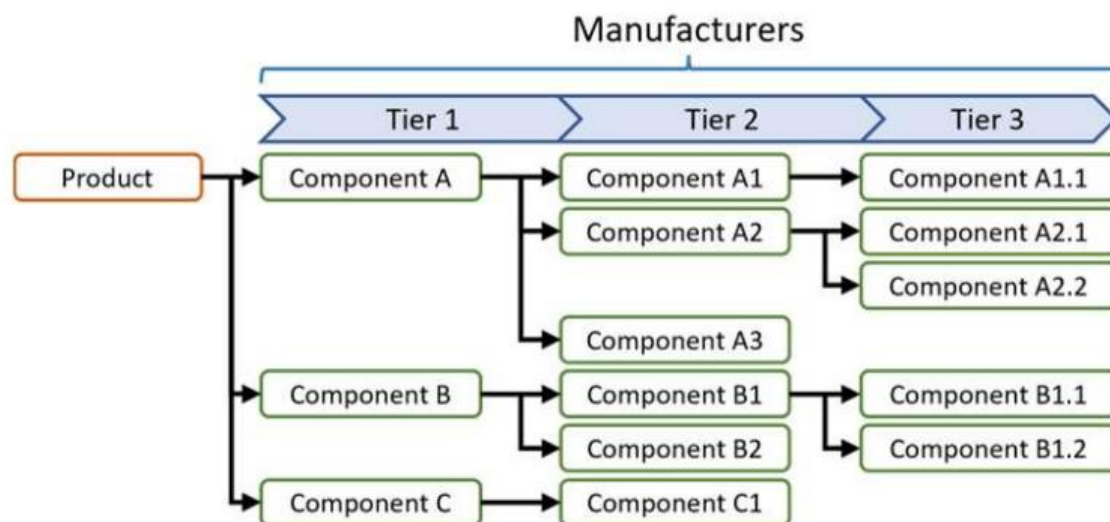 Manufacturers
Tier 1 Tier 2 Tier 3
Product Component A Component A1 Component A1.1
Component A2 Component A2.1
Component A2.2
Component A3
Component B Component B1 Component B1.1
Component B2 Component B1.2
Component C Component C1